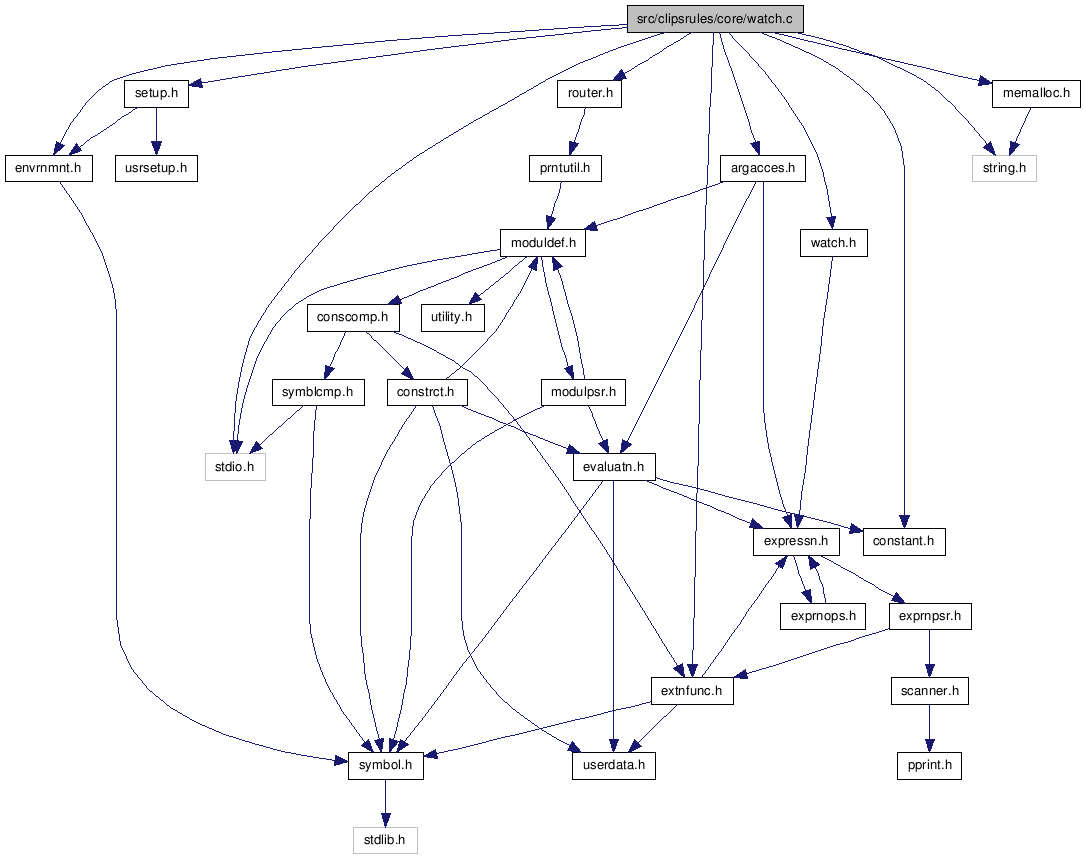 src/clipsrules/core/watch.c
setup.h
router.h
memalloc.h
envrnmnt.h
usrsetup.h
prntutil.h
argacces.h
string.h
moduldef.h
watch.h
conscomp.h
utility.h
symblcmp.h
constrct.h
modulpsr.h
stdio.h
evaluatn.h
expressn.h
constant.h
exprnops.h
exprnpsr.h
extnfunc.h
scanner.h
symbol.h
userdata.h
pprint.h
stdlib.h